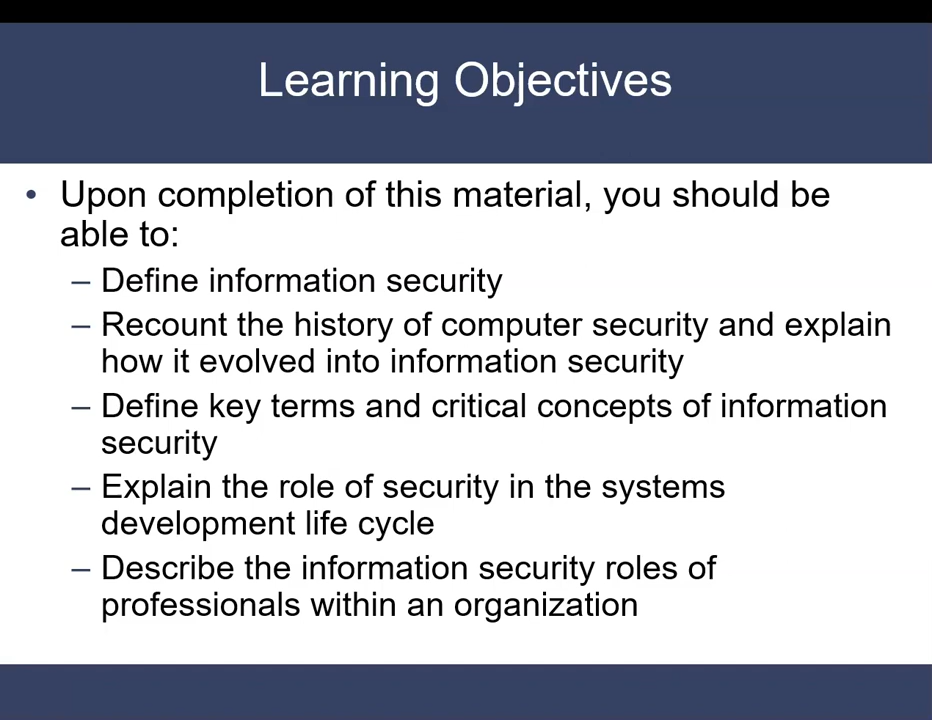 Learning Objectives
• Upon completion of this material, you should be
able to:
– Define information security
– Recount the history of computer security and explain
how it evolved into information security
– Define key terms and critical concepts of information
security
– Explain the role of security in the systems
development life cycle
– Describe the information security roles of
professionals within an organization